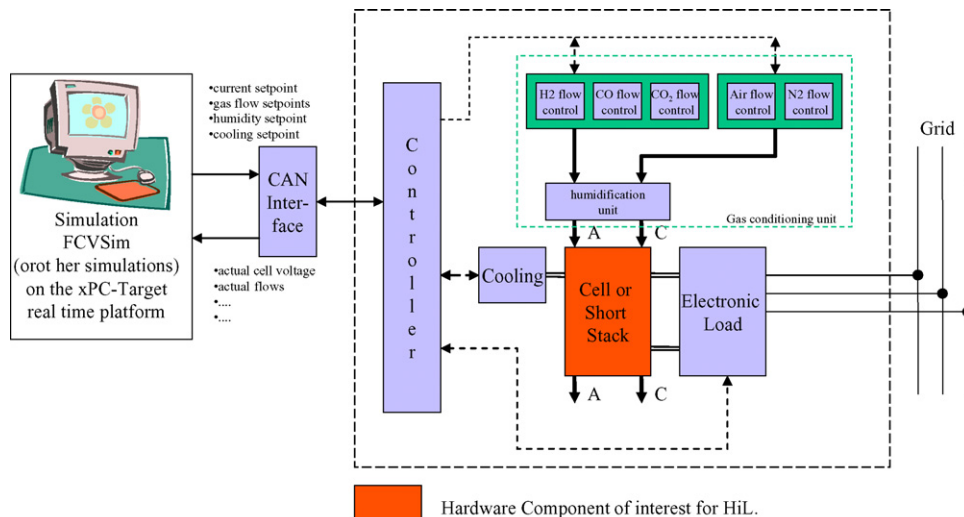 •current setpoint
•gas flow setpoints
•humidity setpoint
•cooling setpoint
Simulation
FCVSim
(orot her simulations)
on the xPC-Target
real time platform
CAN
Inter-
face
•actual cell voltage
•actual flows
•....
•....
C
o
n
t
r
o
l
l
e
r
H2 flow
control
CO flow
control
CO₂ flow
control
Air flow
control
N2 flow
control
humidification
unit
Gas conditioning unit
A
C
Cooling
Cell or
Short
Stack
Electronic
Load
A
C
Grid
Hardware Component of interest for HiL.